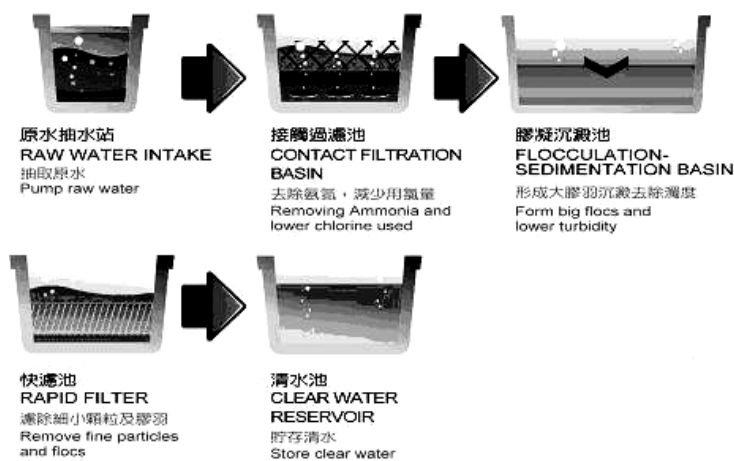 原水抽水站
RAW WATER INTAKE
抽取原水
Pump raw water
接觸過濾池
CONTACT FILTRATION
BASIN
去除氨氮，減少用氯量
Removing Ammonia and
lower chlorine used
膠凝沉澱池
FLOCCULATION-
SEDIMENTATION BASIN
形成大膠羽沉澱去除濁度
Form big flocs and
lower turbidity
快濾池
RAPID FILTER
濾除細小顆粒及膠羽
Remove fine particles
and flocs
清水池
CLEAR WATER
RESERVOIR
貯存清水
Store clear water